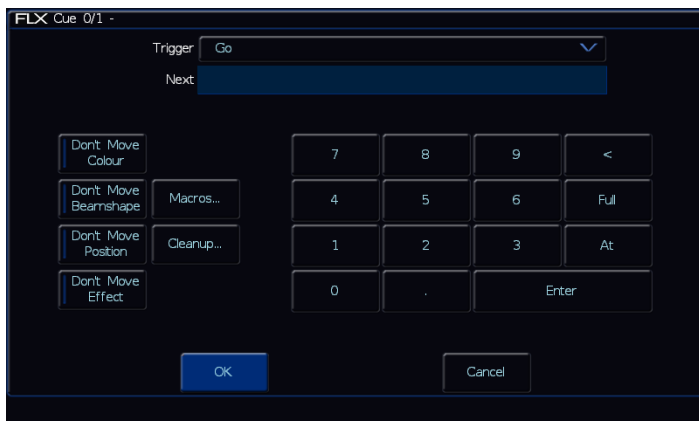 FLX Cue 0/1 -
Trigger Go
Next
Don't Move
Colour
7 8 9 <
Don't Move
Beamshape
Macros...
4 5 6 Full
Don't Move
Position
Cleanup...
1 2 3 At
Don't Move
Effect
0 . Enter
OK Cancel